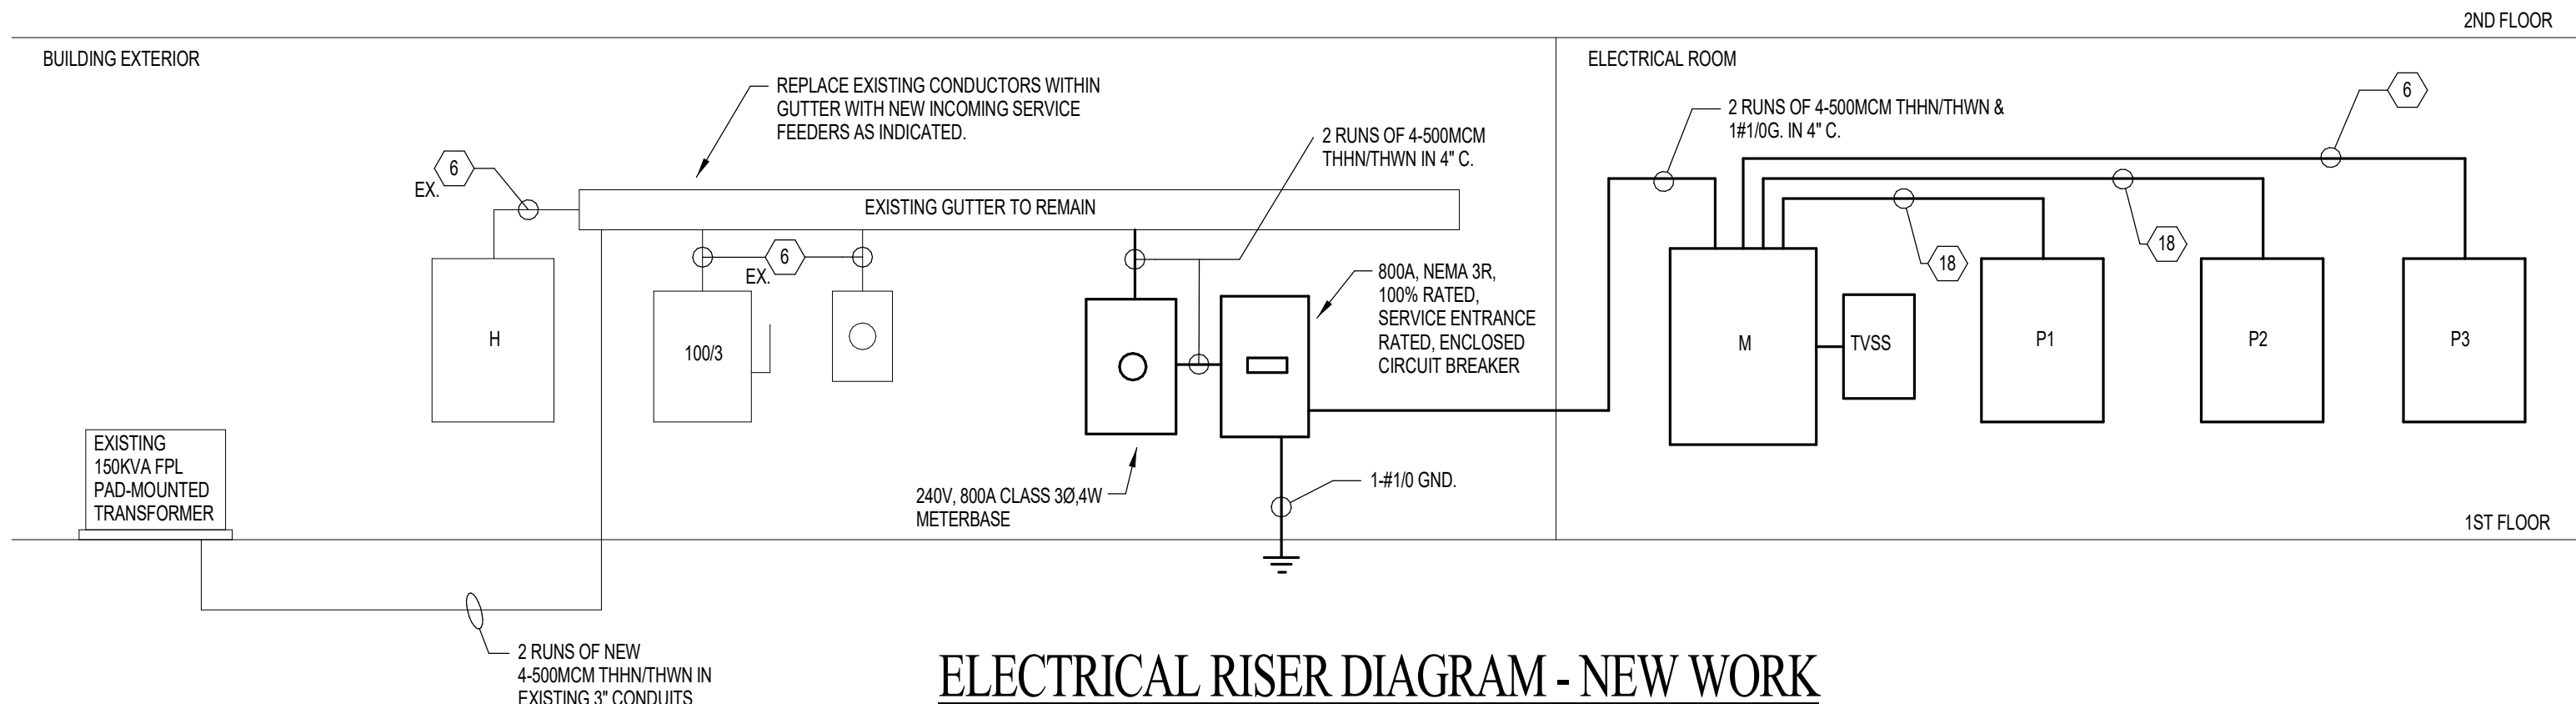 2ND FLOOR
BUILDING EXTERIOR
ELECTRICAL ROOM
REPLACE EXISTING CONDUCTORS WITHIN
GUTTER WITH NEW INCOMING SERVICE
FEEDERS AS INDICATED.
2 RUNS OF 4-500MCM
THHN/THWN IN 4" C.
2 RUNS OF 4-500MCM THHN/THWN &
1#1/0G. IN 4" C.
6
6
EX.
EXISTING GUTTER TO REMAIN
6
EX.
18
18
800A, NEMA 3R,
100% RATED,
SERVICE ENTRANCE
RATED, ENCLOSED
CIRCUIT BREAKER
H
100/3
M
TVSS
P1
P2
P3
EXISTING
150KVA FPL
PAD-MOUNTED
TRANSFORMER
240V, 800A CLASS 3Ø,4W
METERBASE
1-#1/0 GND.
1ST FLOOR
2 RUNS OF NEW
4-500MCM THHN/THWN IN
EXISTING 3" CONDUITS
ELECTRICAL RISER DIAGRAM - NEW WORK